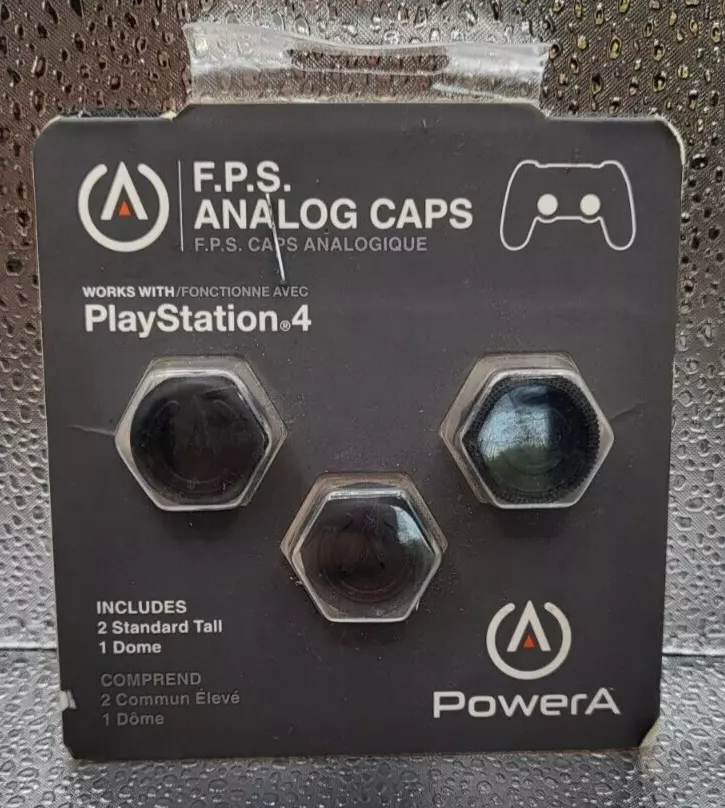 F.P.S.
ANALOG CAPS
F.P.S. CAPS ANALOGIQUE
WORKS WITH/FONCTIONNE AVEC
PlayStation®4
INCLUDES
2 Standard Tall
1 Dome
COMPREND
2 Commun Élevé
1 Dôme
PowerA